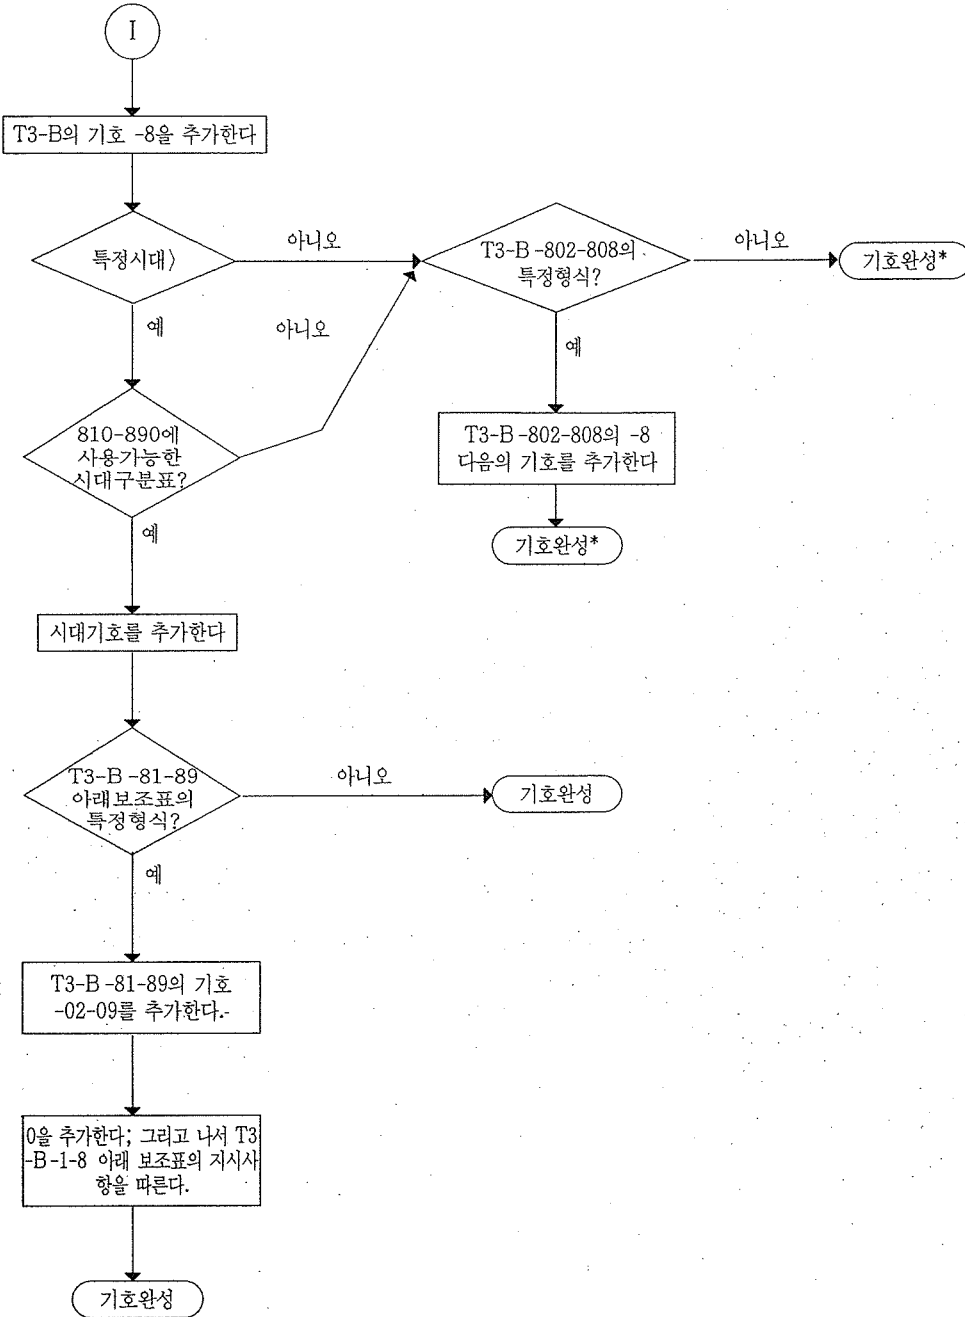 I
T3-B의 기호 -8을 추가한다
특정시대〉
아니오
T3-B-802-808의
특정형식?
아니오
기호완성*
예
아니오
예
810-890에
사용가능한
시대구분표?
T3-B-802-808의 -8
다음의 기호를 추가한다
예
기호완성*
시대기호를 추가한다
T3-B-81-89
아래보조표의
특정형식?
아니오
기호완성
예
T3-B-81-89의 기호
-02-09를 추가한다.
0을 추가한다; 그리고 나서 T3
-B-1-8 아래 보조표의 지시사
항을 따른다.
기호완성